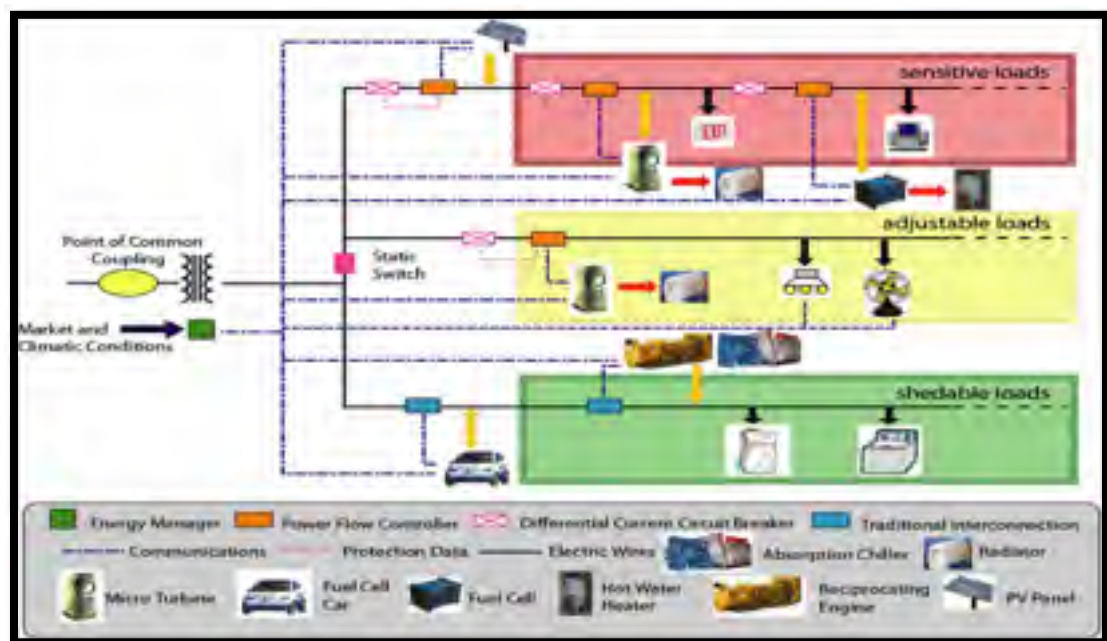 sensitive loads
adjustable loads
Point of Common
Coupling
Static
Switch
Market and
Climatic Conditions
shedable loads
Energy Manager
Power Flow Controller
Differential Current Circuit Breaker
Traditional Interconnection
Communications
Protection Data
Electric Wires
Absorption Chiller
Radiator
Micro Turbine
Fuel Cell
Car
Fuel Cell
Hot Water
Heater
Reciprocating
Engine
PV Panel